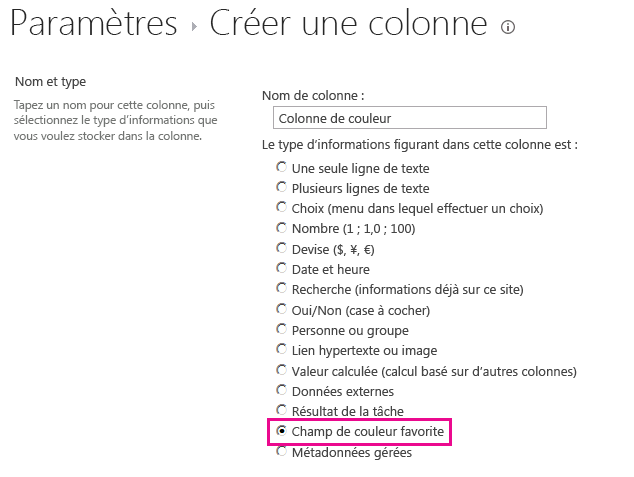 Paramètres ▸ Créer une colonne
Nom et type
Tapez un nom pour cette colonne, puis
sélectionnez le type d'informations que
vous voulez stocker dans la colonne.
Nom de colonne :
Colonne de couleur
Le type d'informations figurant dans cette colonne est :
Une seule ligne de texte
Plusieurs lignes de texte
Choix (menu dans lequel effectuer un choix)
Nombre (1 ; 1,0 ; 100)
Devise ($, ¥, €)
Date et heure
Recherche (informations déjà sur ce site)
Oui/Non (case à cocher)
Personne ou groupe
Lien hypertexte ou image
Valeur calculée (calcul basé sur d'autres colonnes)
Données externes
Résultat de la tâche
Champ de couleur favorite
Métadonnées gérées